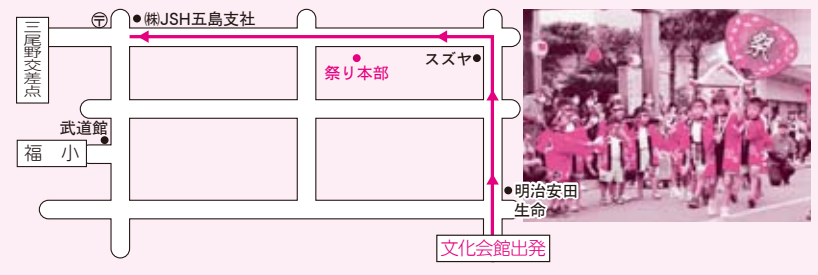 三尾野交差点
〒
㈱JSH五島支社
スズヤ
祭り本部
武道館
福 小
明治安田
生命
文化会館出発
祭